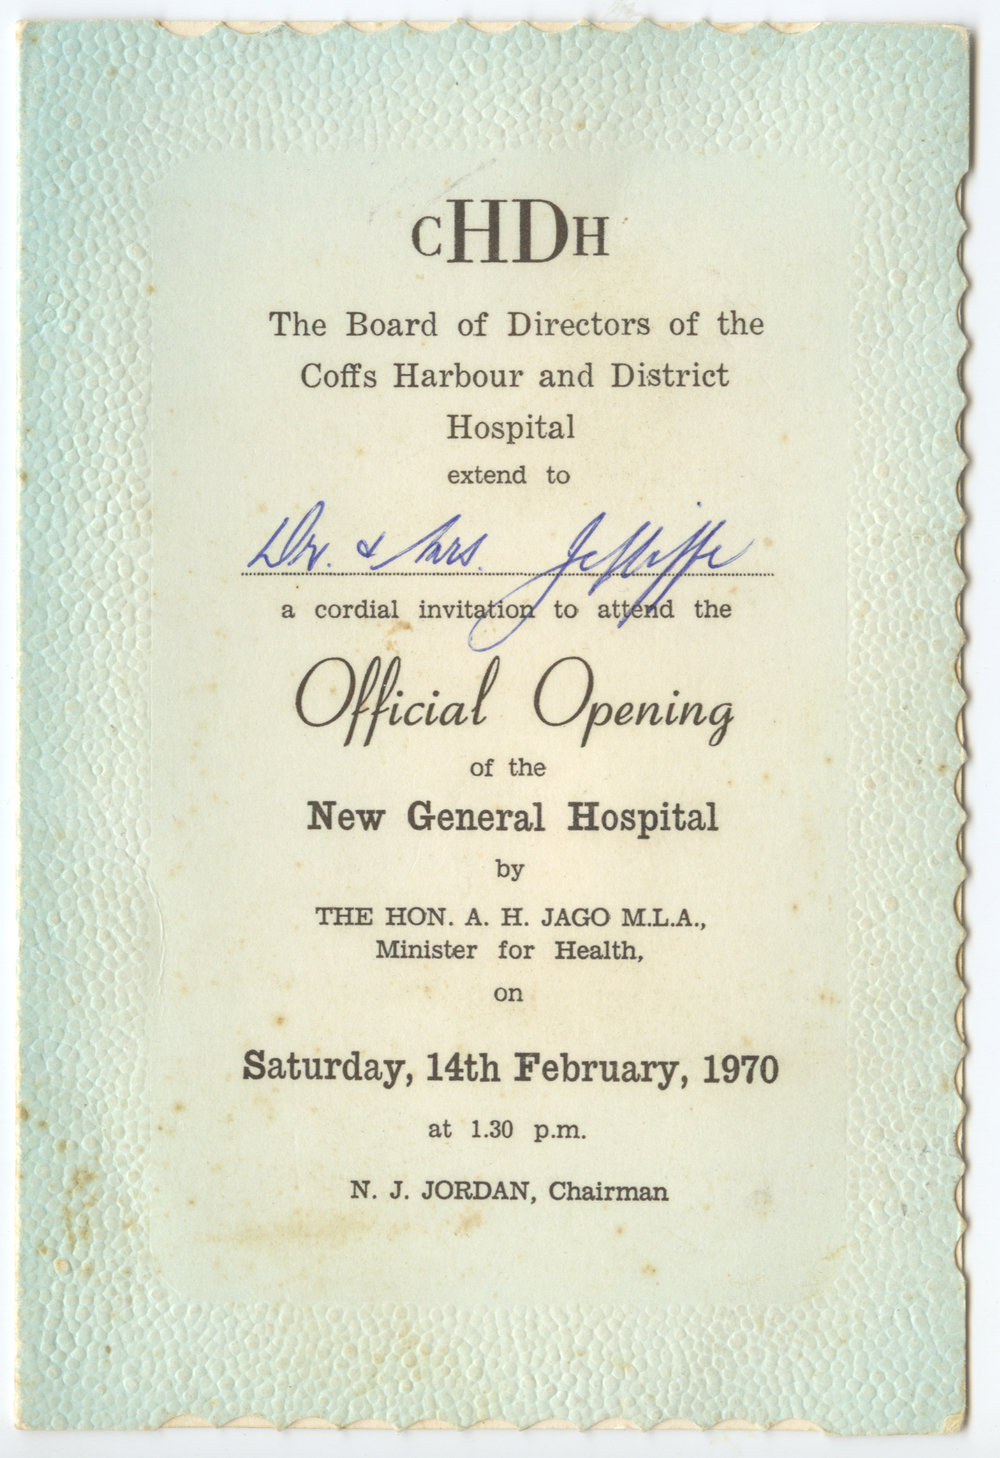 CHDH
The Board of Directors of the
Coffs Harbour and District
Hospital
extend to
Dr. & Mrs. Jelliffe
a cordial invitation to attend the
Official Opening
of the
New General Hospital
by
THE HON. A. H. JAGO M.L.A.,
Minister for Health,
on
Saturday, 14th February, 1970
at 1.30 p.m.
N. J. JORDAN, Chairman